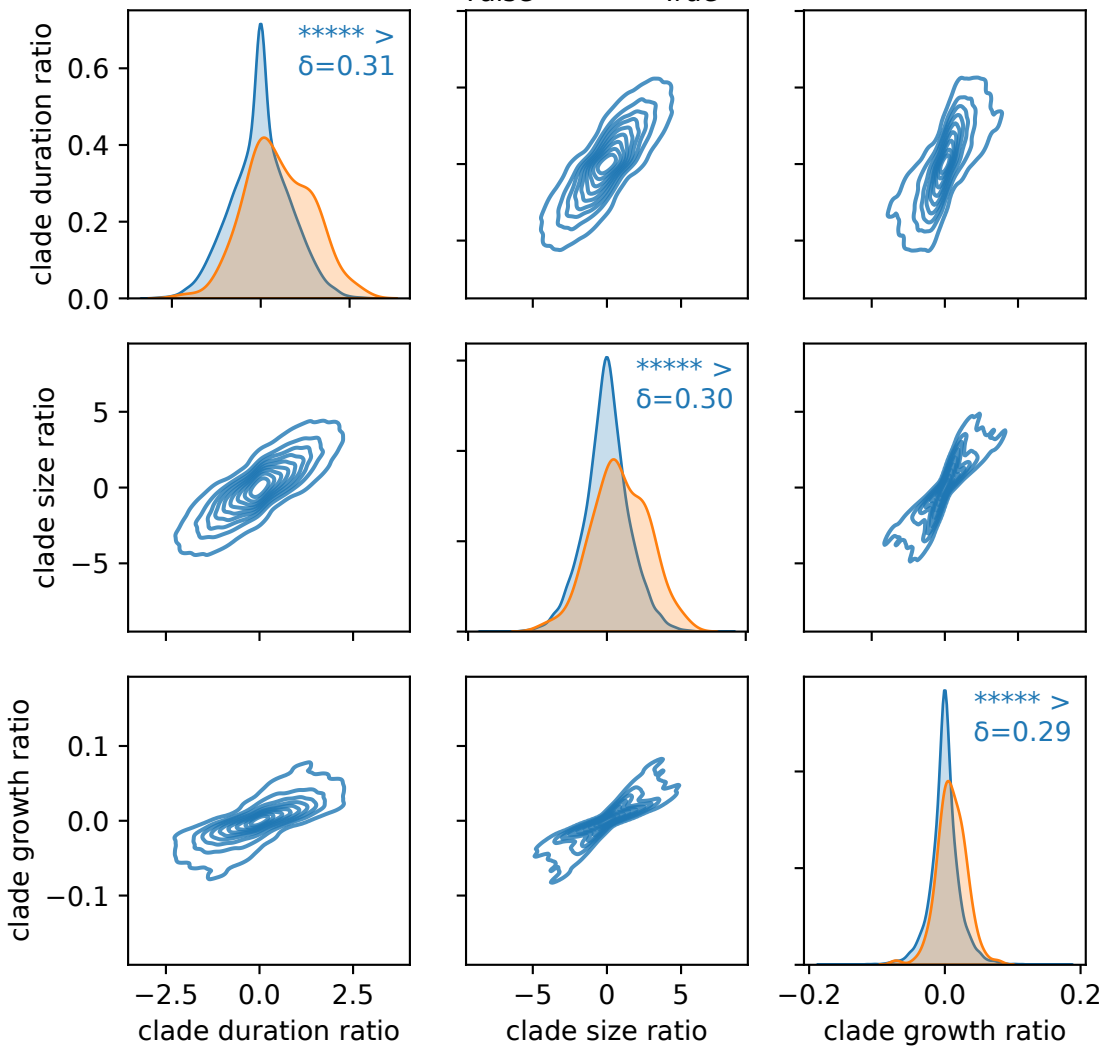 clade duration ratio
0.6
0.4
0.2
0.0
***** >
δ=0.31
clade size ratio
5
0
−5
***** >
δ=0.30
clade growth ratio
0.1
0.0
−0.1
***** >
δ=0.29
−2.5 0.0 2.5
clade duration ratio
−5 0 5
clade size ratio
−0.2 0.0 0.2
clade growth ratio